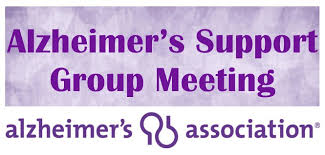 Alzheimer's Support
Group Meeting
alzheimer's association®